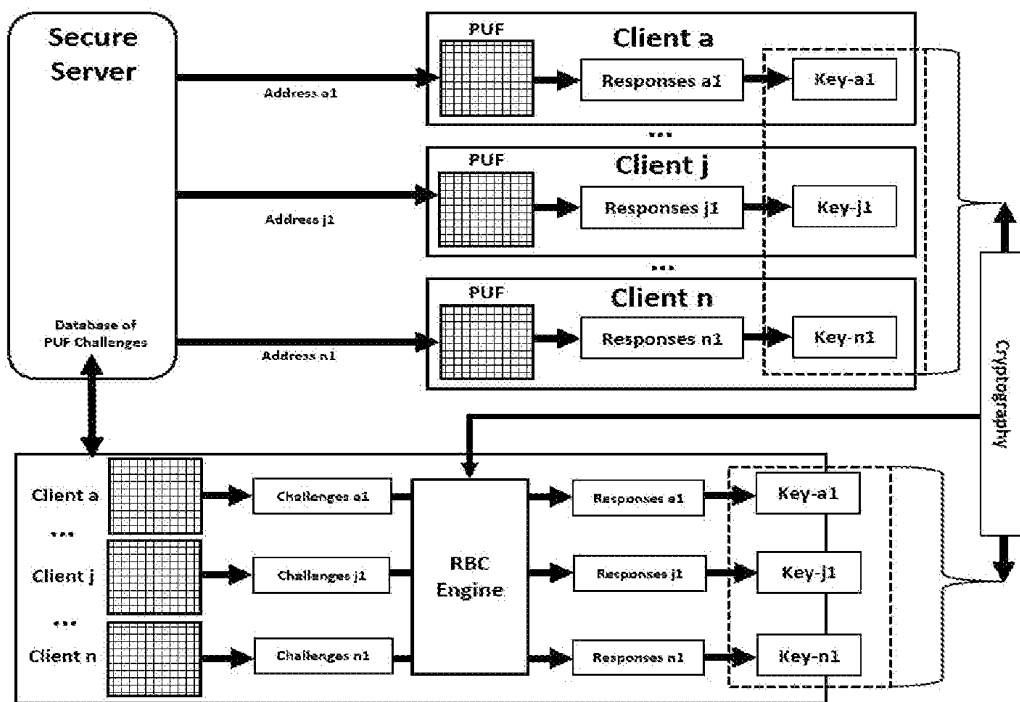 Secure
Server
Database of
PUF Challenges
Address a1
Address j1
Address n1
PUF
Client a
Responses a1
Key-a1
...
PUF
Client j
Responses j1
Key-j1
...
PUF
Client n
Responses n1
Key-n1
Cryptography
Client a
Challenges a1
Responses a1
Key-a1
...
Client j
Challenges j1
RBC
Engine
Responses j1
Key-j1
...
Client n
Challenges n1
Responses n1
Key-n1